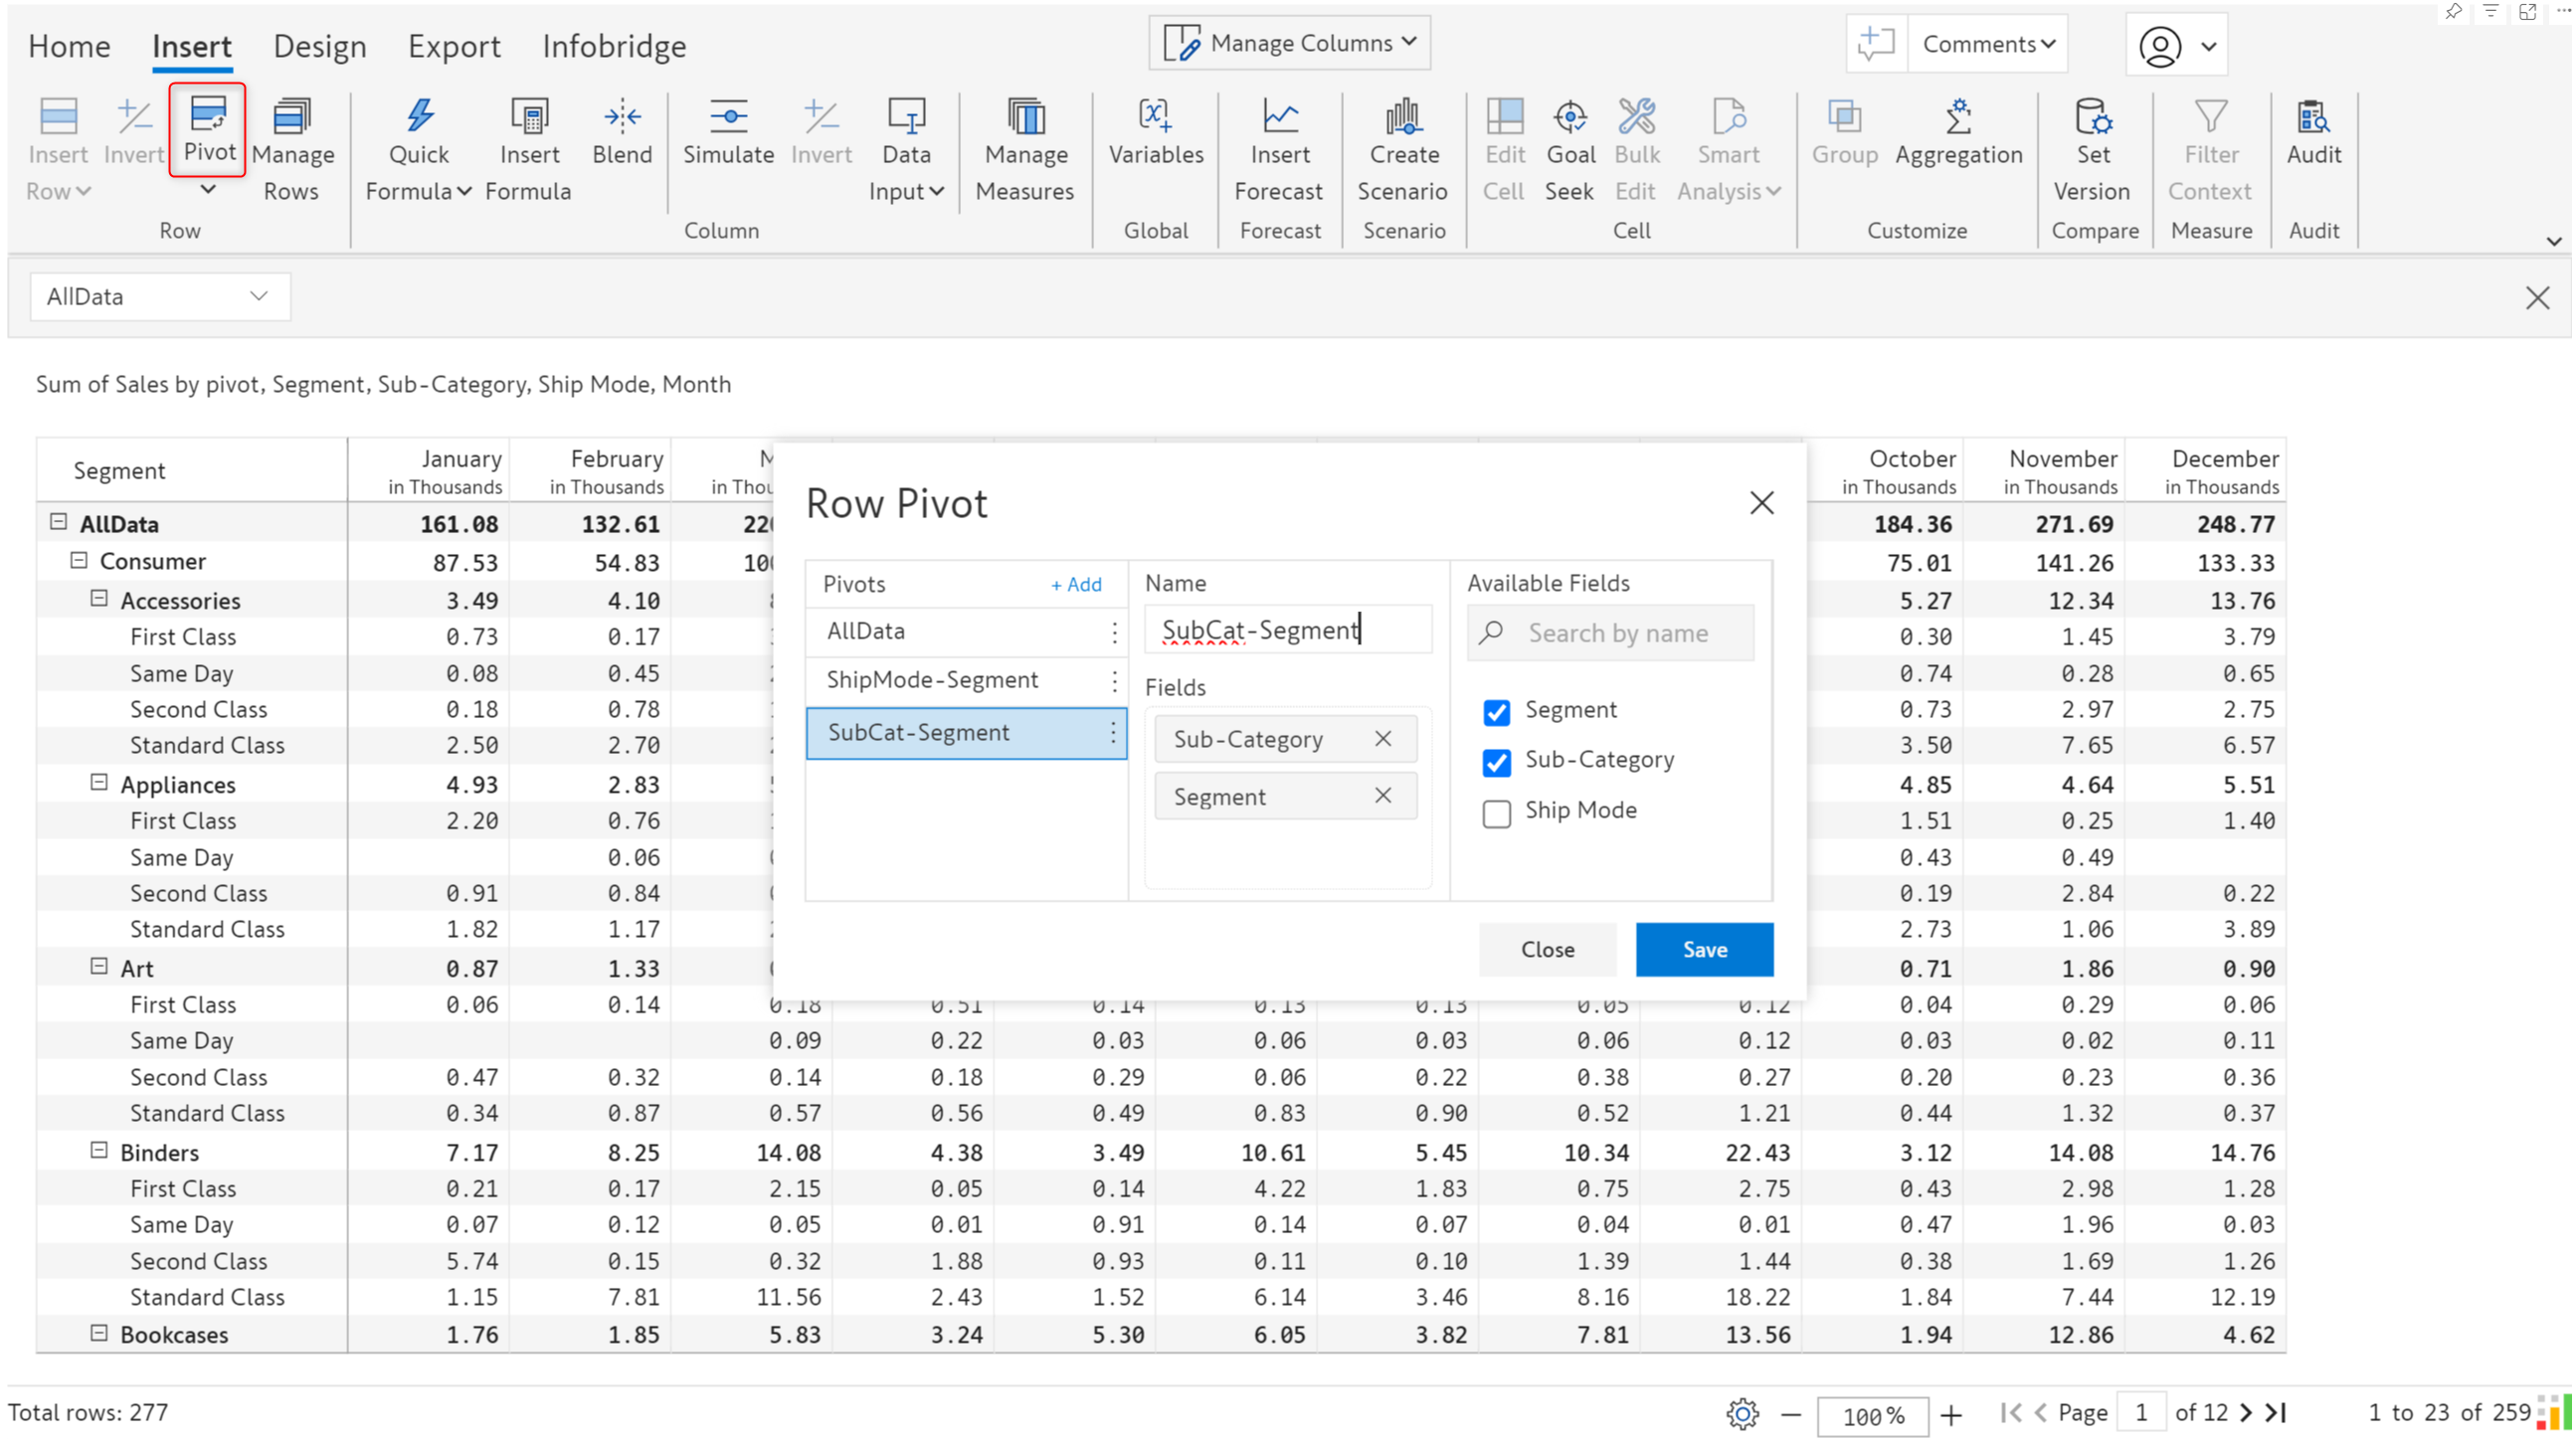 Home Insert Design Export Infobridge Manage Columns Comments
Insert Invert Pivot Manage Quick Insert Blend Simulate Invert Data Manage Variables Insert Create Edit Goal Bulk Smart Group Aggregation Set Filter Audit
Row Rows Formula Formula Input Measures Forecast Scenario Cell Seek Edit Analysis Version Context
Row Column Global Forecast Scenario Cell Customize Compare Measure Audit
AllData
Sum of Sales by pivot, Segment, Sub-Category, Ship Mode, Month
Segment January February M October November December
in Thousands in Thousands in Thou in Thousands in Thousands in Thousands
AllData 161.08 132.61 22 184.36 271.69 248.77
Consumer 87.53 54.83 10 75.01 141.26 133.33
Accessories 3.49 4.10 5.27 12.34 13.76
First Class 0.73 0.17 0.30 1.45 3.79
Same Day 0.08 0.45 0.74 0.28 0.65
Second Class 0.18 0.78 0.73 2.97 2.75
Standard Class 2.50 2.70 3.50 7.65 6.57
Appliances 4.93 2.83 4.85 4.64 5.51
First Class 2.20 0.76 1.51 0.25 1.40
Same Day 0.06 0.43 0.49
Second Class 0.91 0.84 0.19 2.84 0.22
Standard Class 1.82 1.17 2.73 1.06 3.89
Art 0.87 1.33 0.71 1.86 0.90
First Class 0.06 0.14 0.18 0.51 0.14 0.13 0.13 0.05 0.12 0.04 0.29 0.06
Same Day 0.09 0.22 0.03 0.06 0.03 0.06 0.12 0.03 0.02 0.11
Second Class 0.47 0.32 0.14 0.18 0.29 0.06 0.22 0.38 0.27 0.20 0.23 0.36
Standard Class 0.34 0.87 0.57 0.56 0.49 0.83 0.90 0.52 1.21 0.44 1.32 0.37
Binders 7.17 8.25 14.08 4.38 3.49 10.61 5.45 10.34 22.43 3.12 14.08 14.76
First Class 0.21 0.17 2.15 0.05 0.14 4.22 1.83 0.75 2.75 0.43 2.98 1.28
Same Day 0.07 0.12 0.05 0.01 0.91 0.14 0.07 0.04 0.01 0.47 1.96 0.03
Second Class 5.74 0.15 0.32 1.88 0.93 0.11 0.10 1.39 1.44 0.38 1.69 1.26
Standard Class 1.15 7.81 11.56 2.43 1.52 6.14 3.46 8.16 18.22 1.84 7.44 12.19
Bookcases 1.76 1.85 5.83 3.24 5.30 6.05 3.82 7.81 13.56 1.94 12.86 4.62
Row Pivot
Pivots + Add Name Available Fields
AllData SubCat-Segment Search by name
ShipMode-Segment Fields
SubCat-Segment Sub-Category Segment
Segment Sub-Category
Ship Mode
Close Save
Total rows: 277 100% Page 1 of 12 1 to 23 of 259